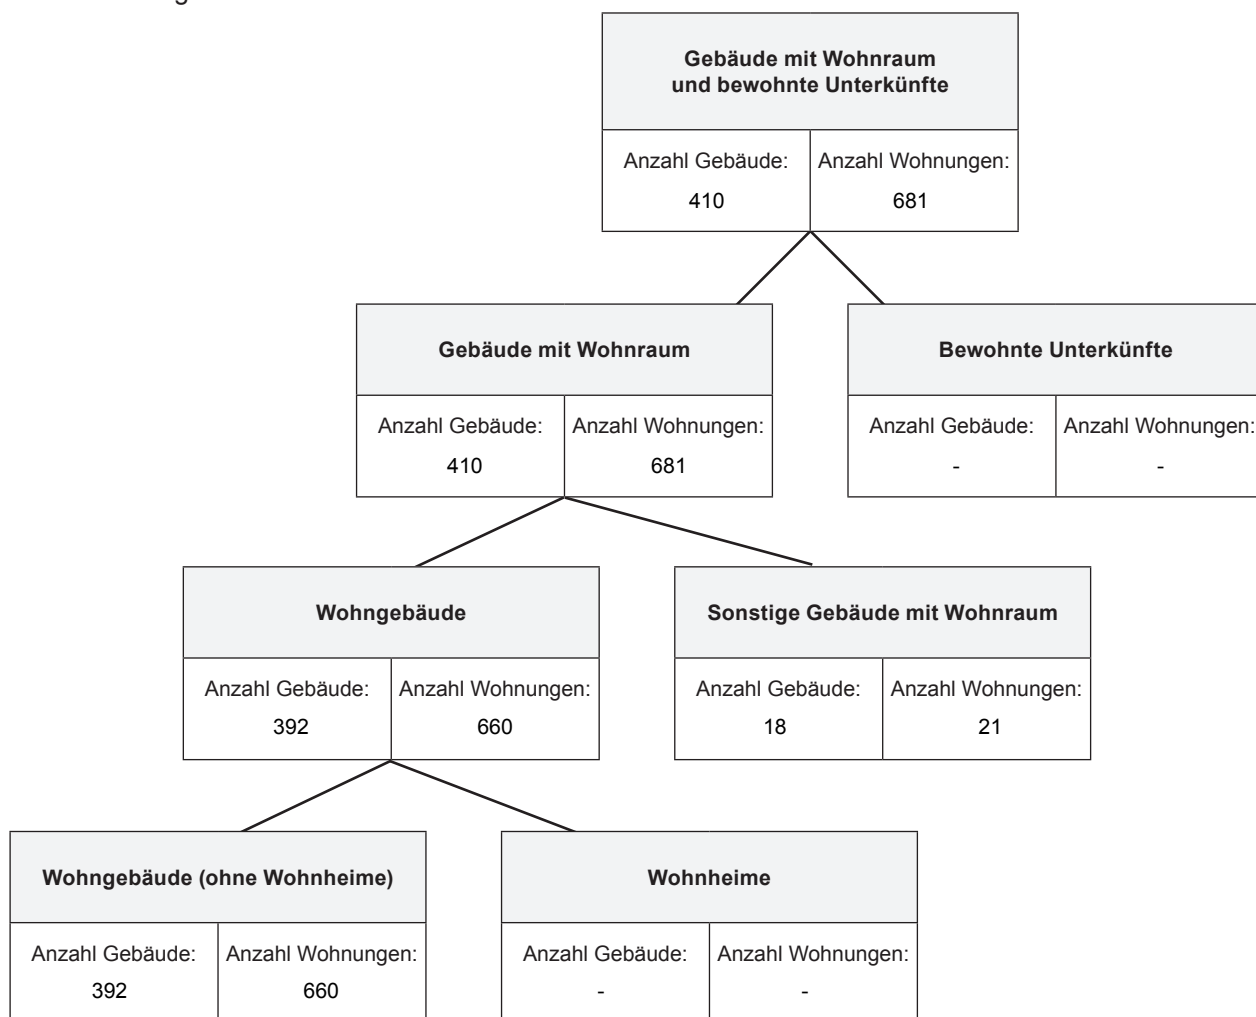 Gebäude mit Wohnraum
und bewohnte Unterkünfte
Anzahl Gebäude: Anzahl Wohnungen:
410 681
Gebäude mit Wohnraum Bewohnte Unterkünfte
Anzahl Gebäude: Anzahl Wohnungen: Anzahl Gebäude: Anzahl Wohnungen:
410 681 - -
Wohngebäude Sonstige Gebäude mit Wohnraum
Anzahl Gebäude: Anzahl Wohnungen: Anzahl Gebäude: Anzahl Wohnungen:
392 660 18 21
Wohngebäude (ohne Wohnheime) Wohnheime
Anzahl Gebäude: Anzahl Wohnungen: Anzahl Gebäude: Anzahl Wohnungen:
392 660 - -